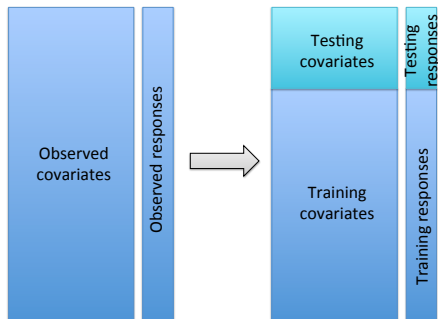 Observed
covariates
Observed responses
Testing
covariates
Testing
responses
Training
covariates
Training responses